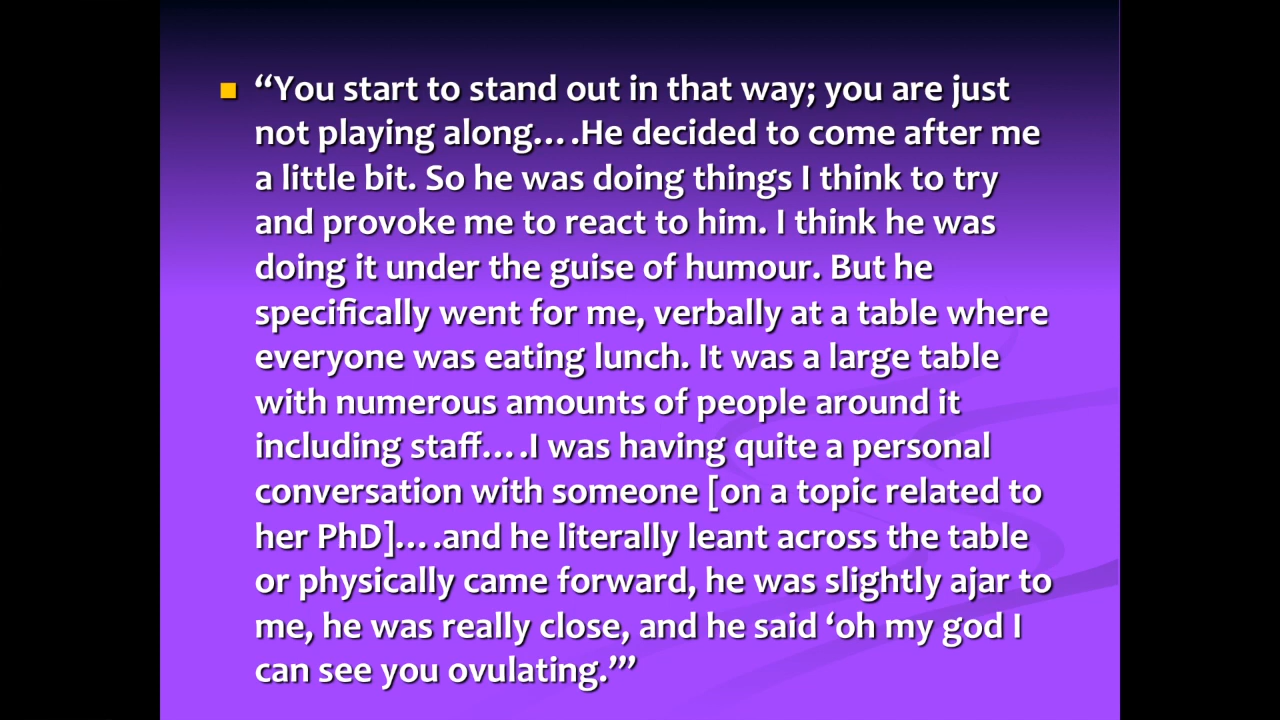 “You start to stand out in that way; you are just
not playing along….He decided to come after me
a little bit. So he was doing things I think to try
and provoke me to react to him. I think he was
doing it under the guise of humour. But he
specifically went for me, verbally at a table where
everyone was eating lunch. It was a large table
with numerous amounts of people around it
including staff….I was having quite a personal
conversation with someone [on a topic related to
her PhD]….and he literally leant across the table
or physically came forward, he was slightly ajar to
me, he was really close, and he said ‘oh my god I
can see you ovulating.’”